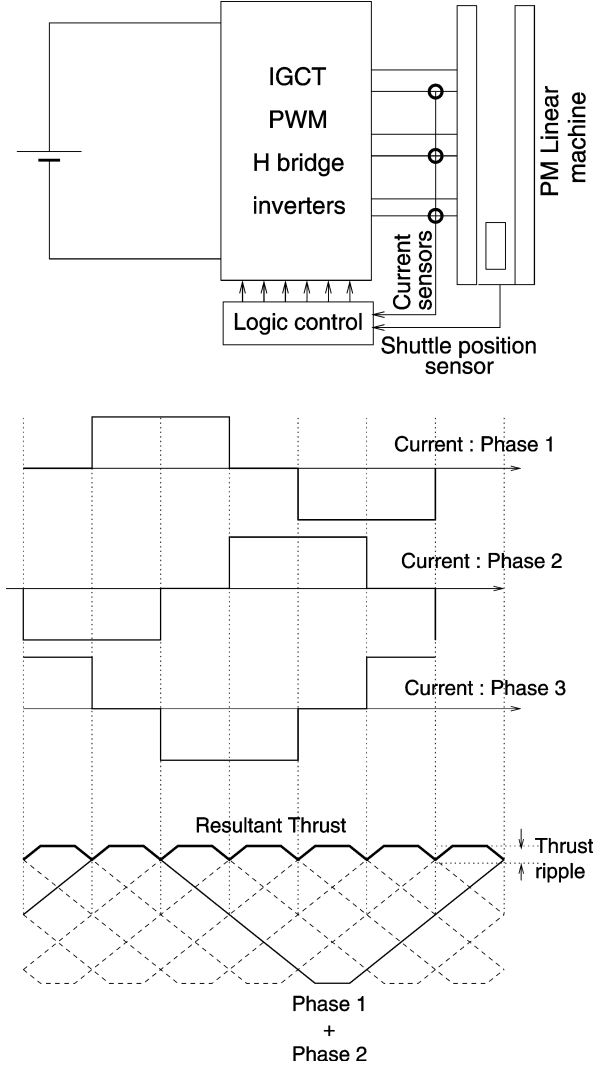 IGCT
PWM
H bridge
inverters
PM Linear
machine
Current
sensors
Logic control
Shuttle position
sensor
Current : Phase 1
Current : Phase 2
Current : Phase 3
Resultant Thrust
Thrust
ripple
Phase 1
+
Phase 2